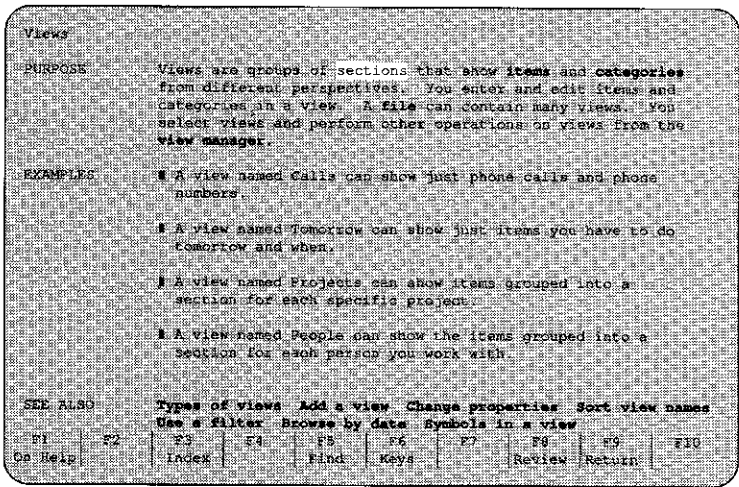 Views
PURPOSE Views are groups of sections that show items and categories
from different perspectives. You enter and edit items and
categories in a view. A file can contain many views. You
select views and perform other operations on views from the
view manager.
EXAMPLES ■ A view named Calls can show just phone calls and phone
numbers.
■ A view named Tomorrow can show just items you have to do
tomorrow and when.
■ A view named Projects can show items grouped into a
section for each specific project.
■ A view named People can show the items grouped into a
section for each person you work with.
SEE ALSO Types of views Add a view Change properties Sort view names
Use a filter Browse by date Symbols in a view
F1 F2 F3 F4 F5 F6 F7 F8 F9 F10
On Help Index Find Keys Review Return